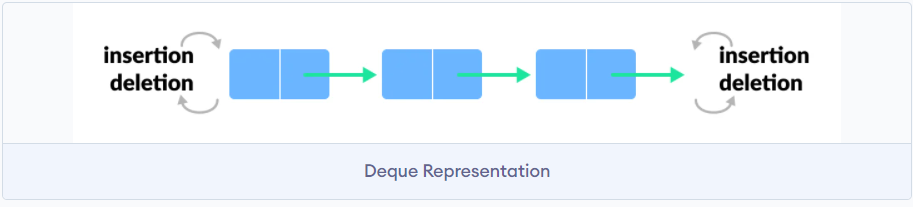 insertion
deletion
insertion
deletion
Deque Representation